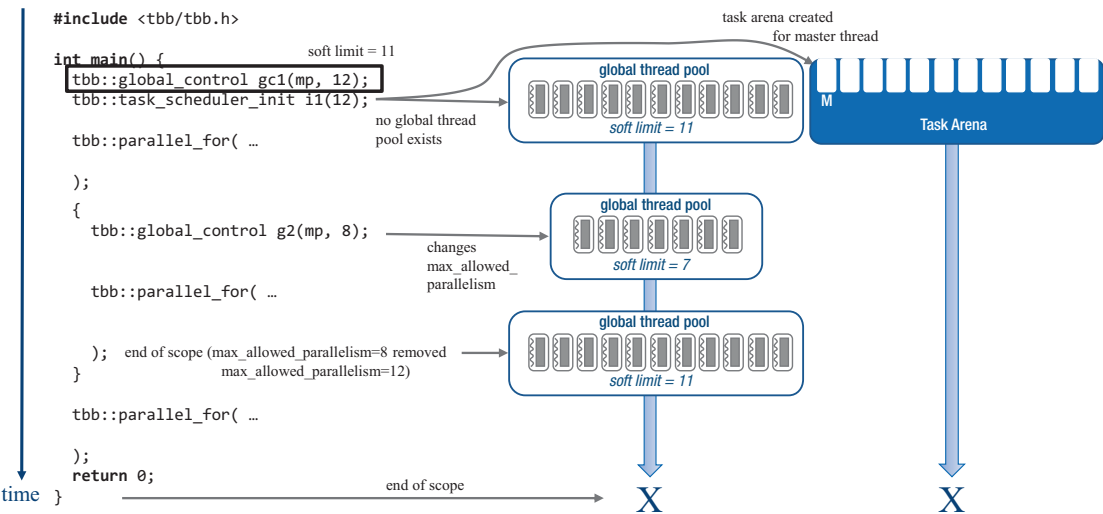 #include <tbb/tbb.h>
int main() {
soft limit = 11
tbb::global_control gc1(mp, 12);
tbb::task_scheduler_init i1(12);
no global thread
pool exists
tbb::parallel_for( …
);
{
tbb::global_control g2(mp, 8);
changes
max_allowed_
parallelism
tbb::parallel_for( …
); end of scope (max_allowed_parallelism=8 removed
max_allowed_parallelism=12)
}
tbb::parallel_for( …
);
return 0;
}
time
end of scope
task arena created
for master thread
global thread pool
soft limit = 11
M
Task Arena
global thread pool
soft limit = 7
global thread pool
soft limit = 11
X
X